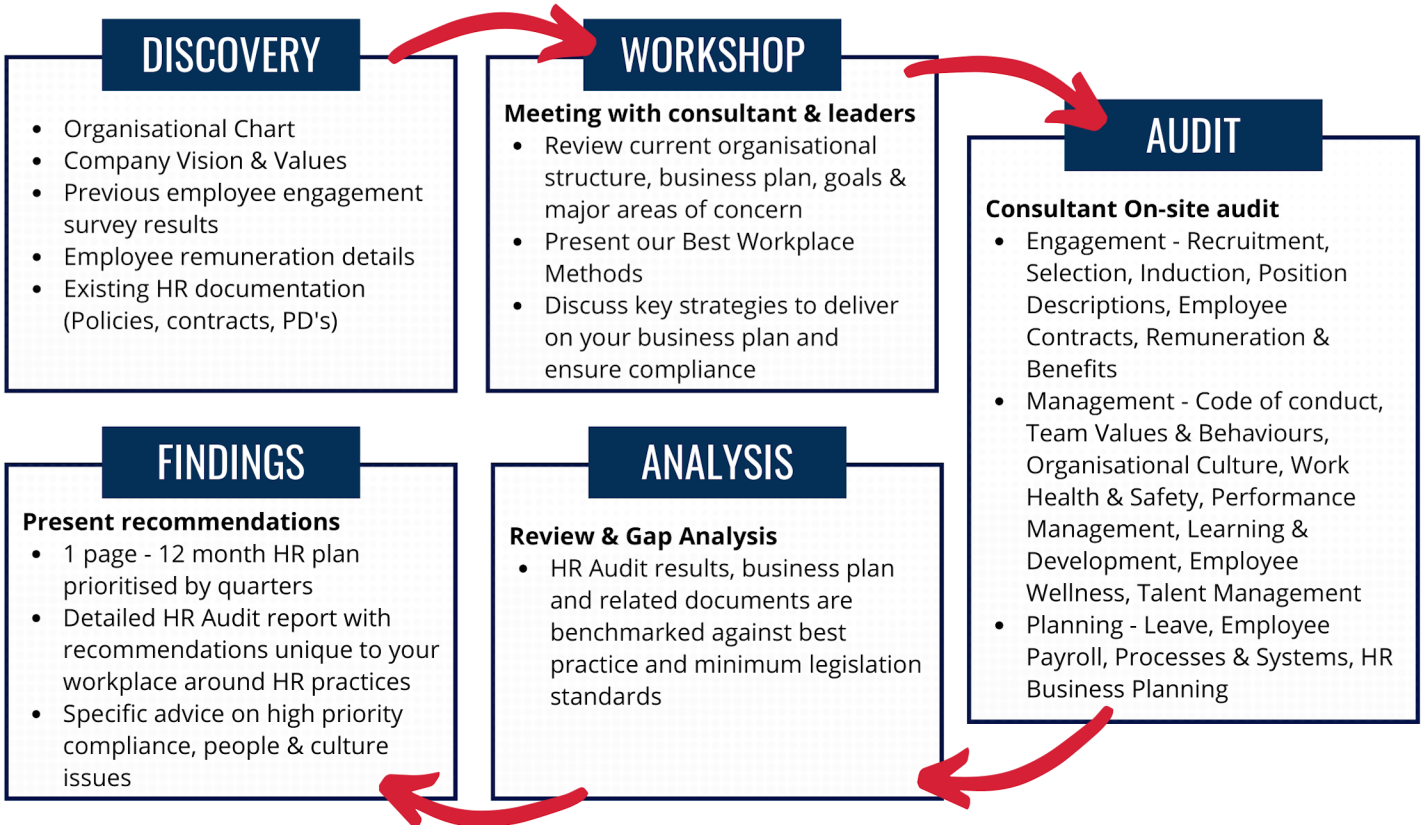 DISCOVERY
• Organisational Chart
• Company Vision & Values
• Previous employee engagement
survey results
• Employee remuneration details
• Existing HR documentation
(Policies, contracts, PD's)
WORKSHOP
Meeting with consultant & leaders
• Review current organisational
structure, business plan, goals &
major areas of concern
• Present our Best Workplace
Methods
• Discuss key strategies to deliver
on your business plan and
ensure compliance
AUDIT
Consultant On-site audit
• Engagement - Recruitment,
Selection, Induction, Position
Descriptions, Employee
Contracts, Remuneration &
Benefits
• Management - Code of conduct,
Team Values & Behaviours,
Organisational Culture, Work
Health & Safety, Performance
Management, Learning &
Development, Employee
Wellness, Talent Management
• Planning - Leave, Employee
Payroll, Processes & Systems, HR
Business Planning
ANALYSIS
Review & Gap Analysis
• HR Audit results, business plan
and related documents are
benchmarked against best
practice and minimum legislation
standards
FINDINGS
Present recommendations
• 1 page - 12 month HR plan
prioritised by quarters
• Detailed HR Audit report with
recommendations unique to your
workplace around HR practices
• Specific advice on high priority
compliance, people & culture
issues